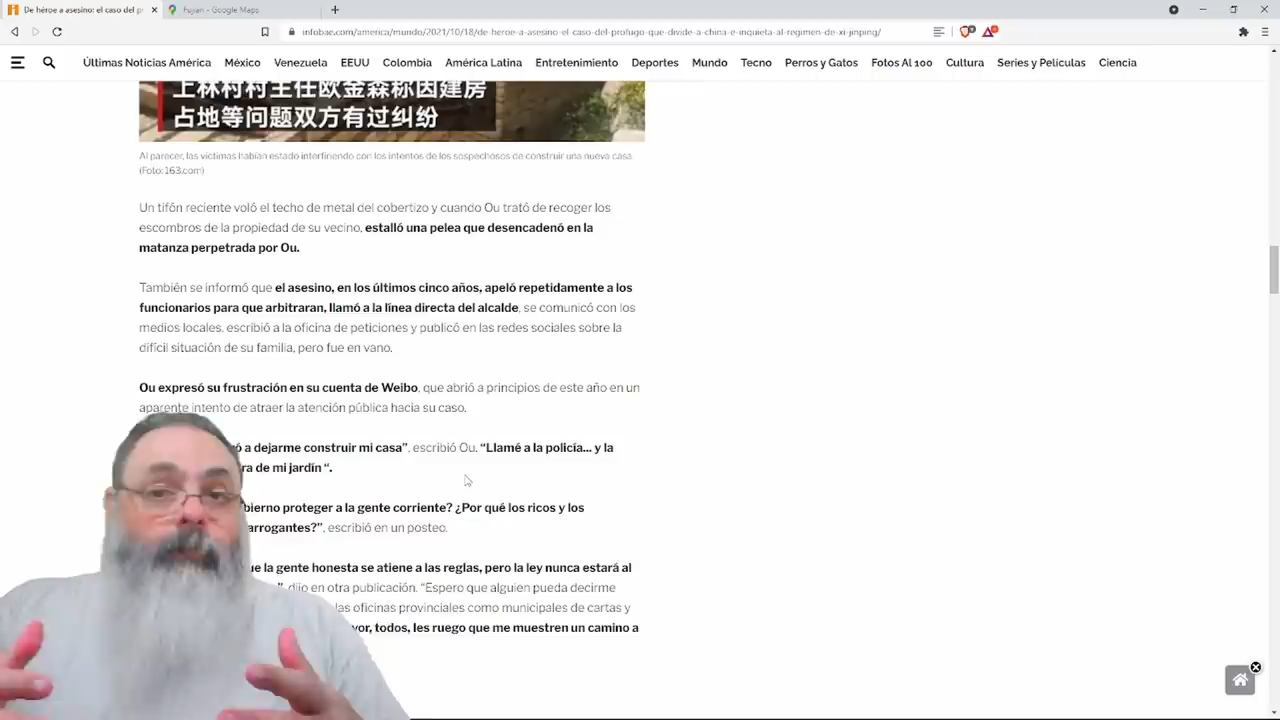 De héroe a asesino: el caso del p
Fujian - Google Maps
infobae.com/america/mundo/2021/10/18/de-heroe-a-asesino-el-caso-del-profugo-que-divide-a-china-e-inquieta-al-regimen-de-xi-jinping/
Últimas Noticias América México Venezuela EEUU Colombia América Latina Entretenimiento Deportes Mundo Tecno Perros y Gatos Fotos Al 100 Cultura Series y Películas Ciencia
上林村村主任欧金森称因建房
占地等问题双方有过纠纷
Al parecer, las víctimas habían estado interfiriendo con los intentos de los sospechosos de construir una nueva casa.
(Foto: 163.com)
Un tifón reciente voló el techo de metal del cobertizo y cuando Ou trató de recoger los
escombros de la propiedad de su vecino, estalló una pelea que desencadenó en la
matanza perpetrada por Ou.
También se informó que el asesino, en los últimos cinco años, apeló repetidamente a los
funcionarios para que arbitraran, llamó a la línea directa del alcalde, se comunicó con los
medios locales, escribió a la oficina de peticiones y publicó en las redes sociales sobre la
difícil situación de su familia, pero fue en vano.
Ou expresó su frustración en su cuenta de Weibo, que abrió a principios de este año en un
aparente intento de atraer la atención pública hacia su caso.
ó a dejarme construir mi casa”, escribió Ou. “Llamé a la policía... y la
ra de mi jardín “.
bierno proteger a la gente corriente? ¿Por qué los ricos y los
arrogantes?”, escribió en un posteo.
ue la gente honesta se atiene a las reglas, pero la ley nunca estará al
”, dijo en otra publicación. “Espero que alguien pueda decirme
las oficinas provinciales como municipales de cartas y
vor, todos, les ruego que me muestren un camino a